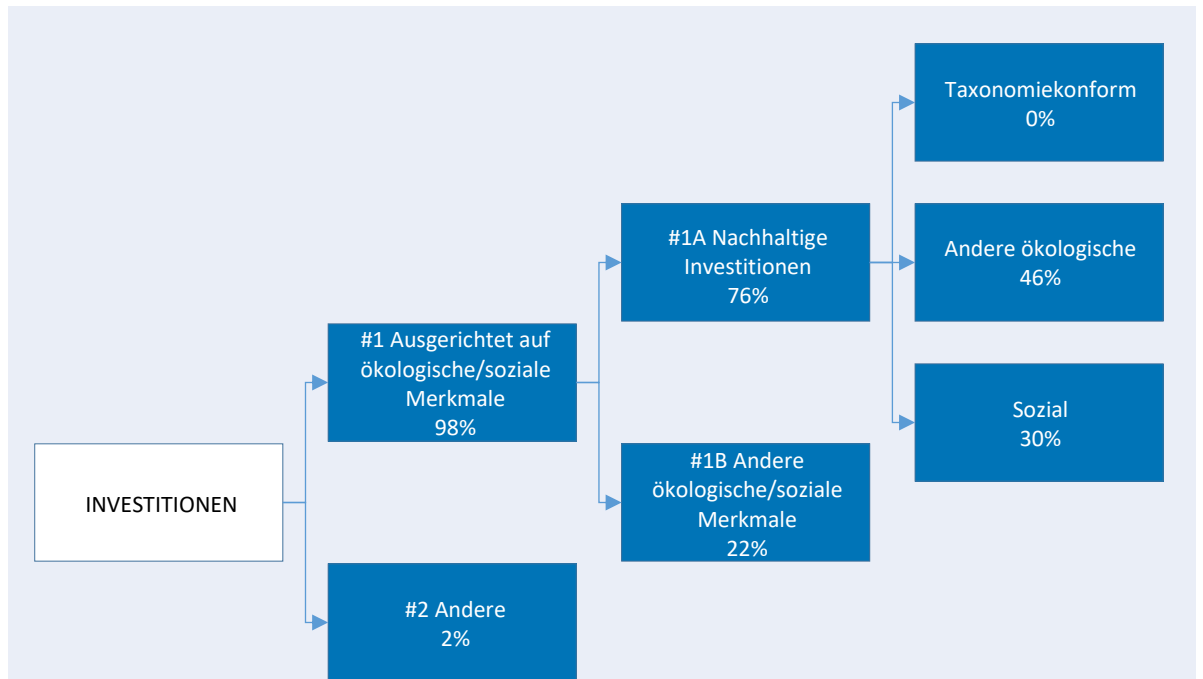 INVESTITIONEN
#1 Ausgerichtet auf
ökologische/soziale
Merkmale
98%
#2 Andere
2%
#1A Nachhaltige
Investitionen
76%
#1B Andere
ökologische/soziale
Merkmale
22%
Taxonomiekonform
0%
Andere ökologische
46%
Sozial
30%